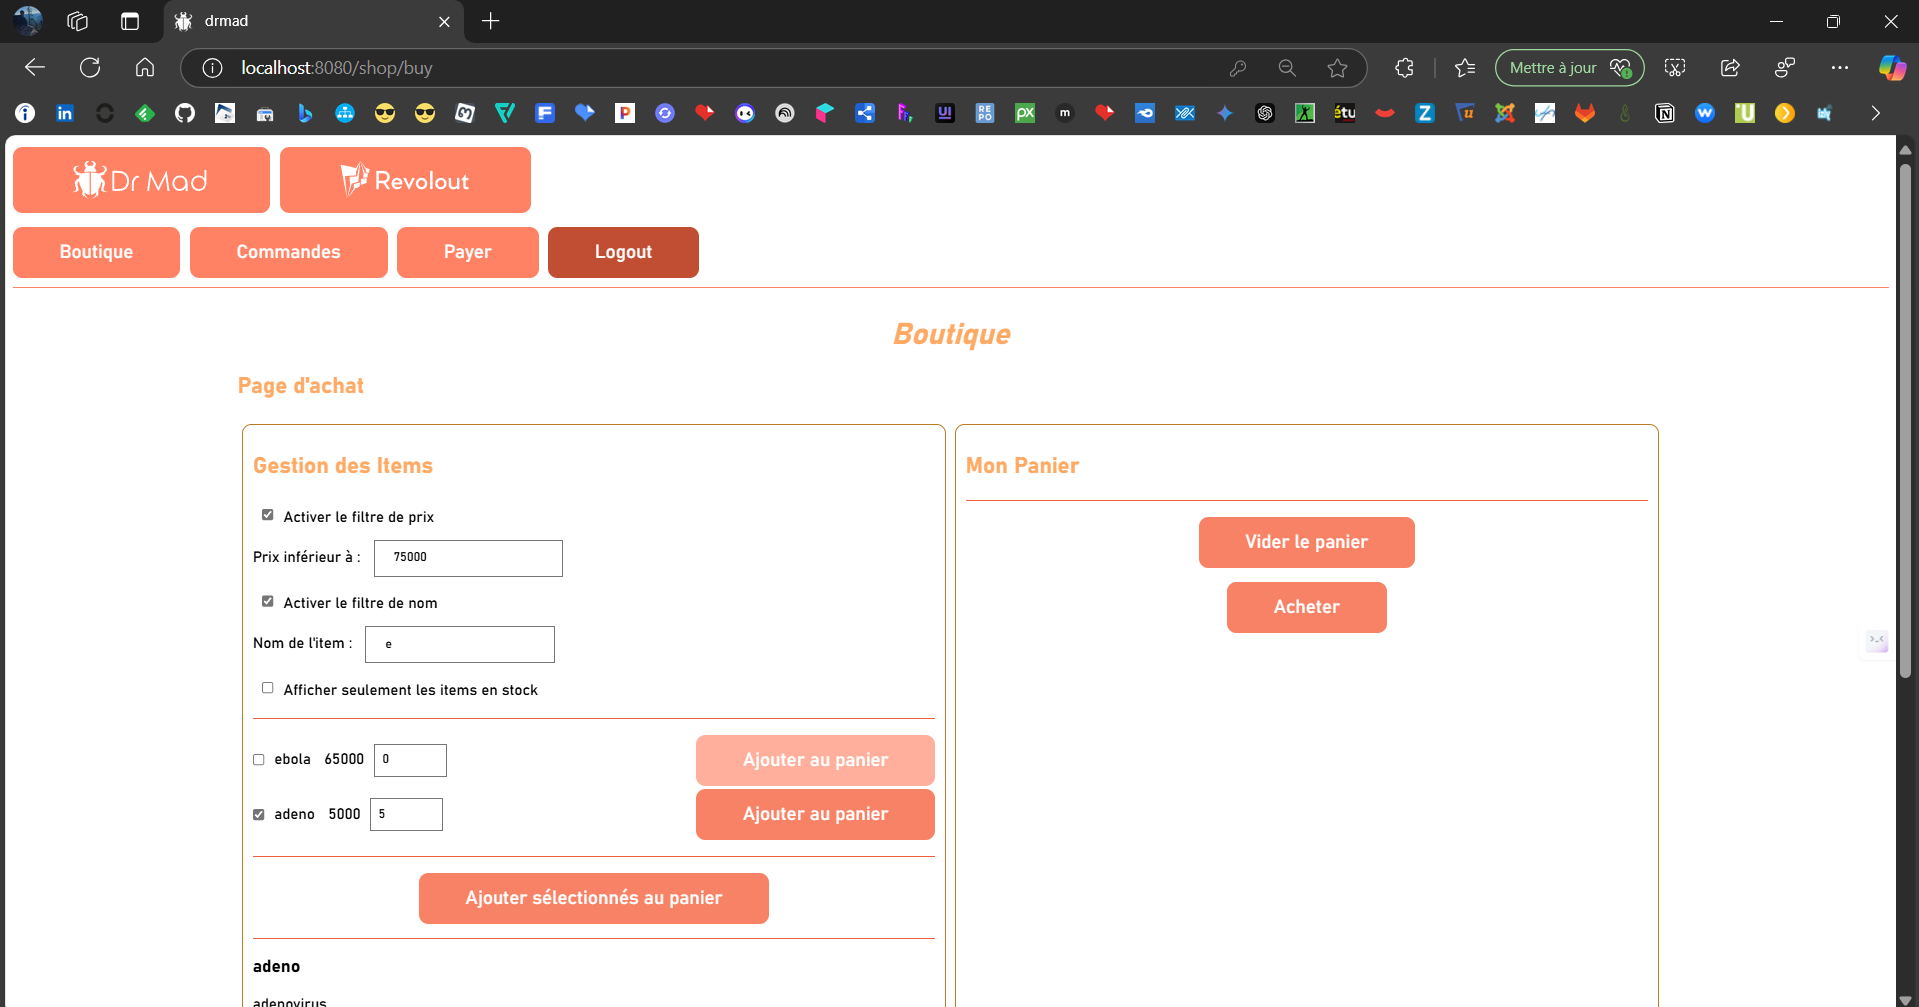 drmad
localhost:8080/shop/buy
Mettre à jour
Dr Mad
Revolout
Boutique
Commandes
Payer
Logout
Boutique
Page d'achat
Gestion des Items
Activer le filtre de prix
Prix inférieur à :
75000
Activer le filtre de nom
Nom de l'item :
e
Afficher seulement les items en stock
ebola 65000 0
Ajouter au panier
adeno 5000 5
Ajouter au panier
Ajouter sélectionnés au panier
adeno
adenovirus
Mon Panier
Vider le panier
Acheter